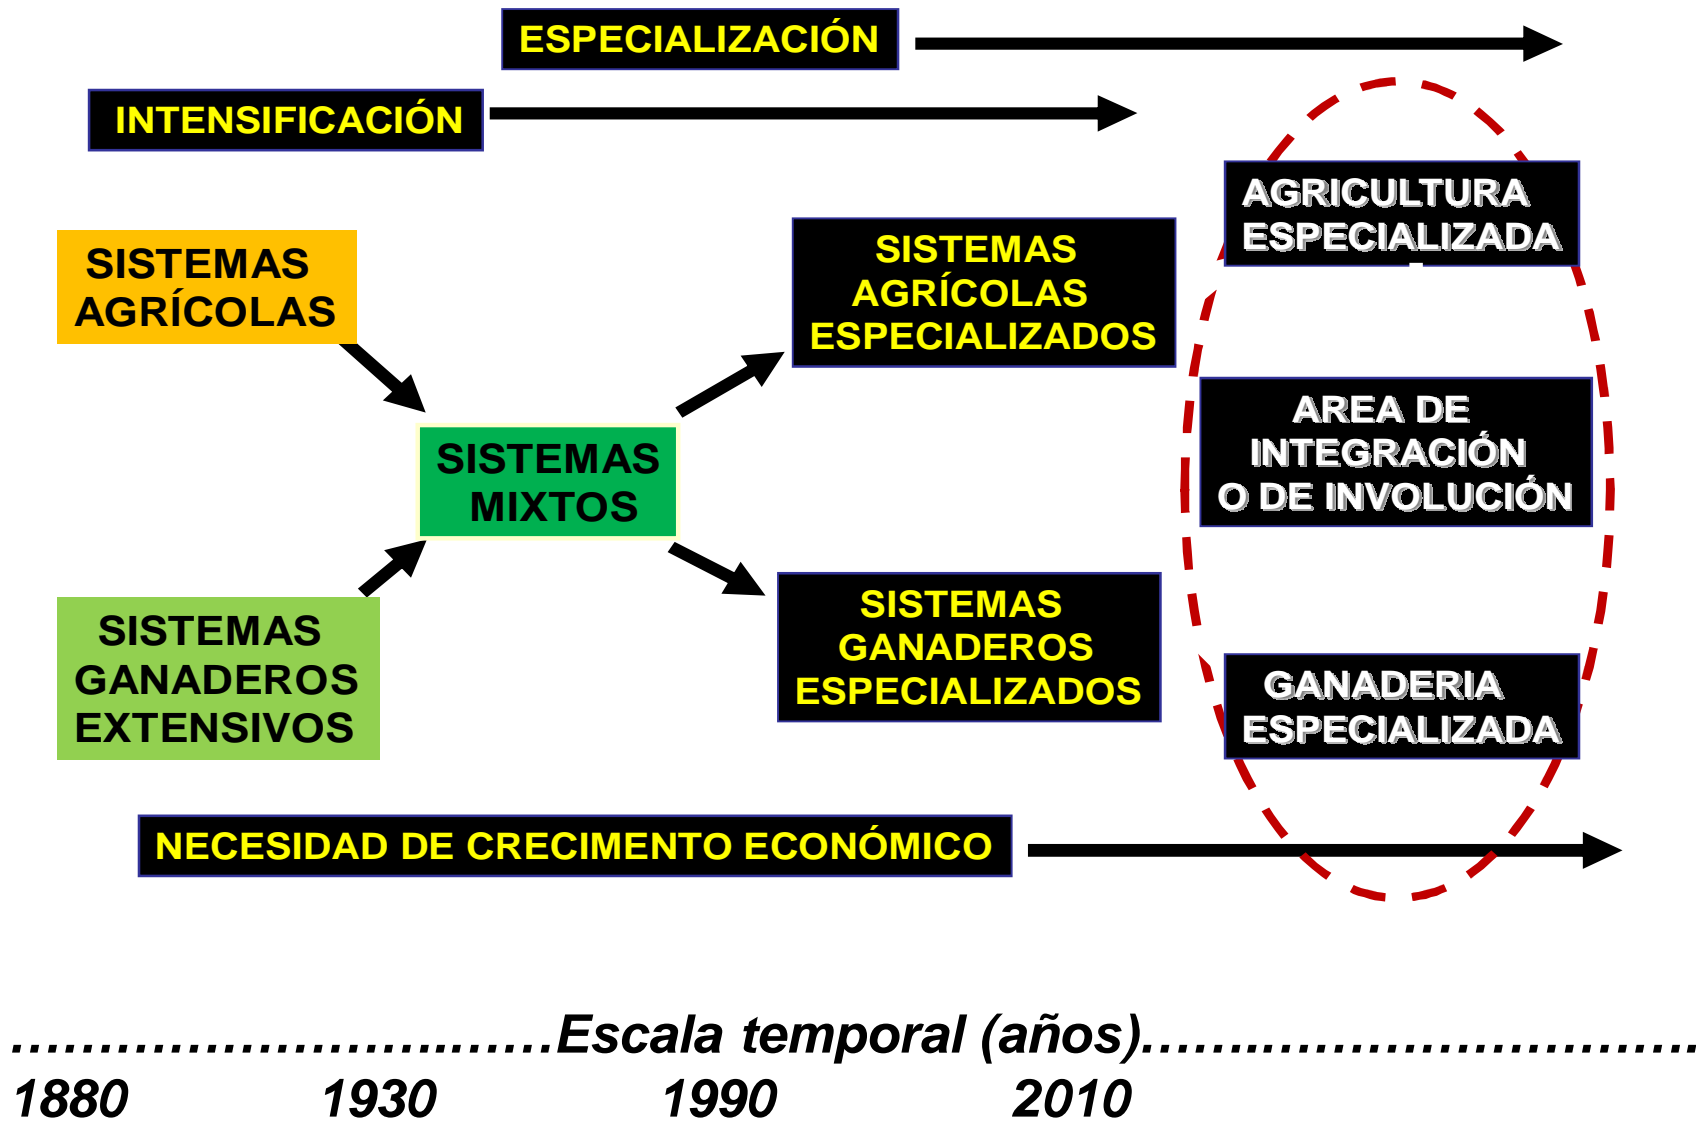 ESPECIALIZACIÓN
INTENSIFICACIÓN
SISTEMAS
AGRÍCOLAS
SISTEMAS
GANADEROS
EXTENSIVOS
SISTEMAS
MIXTOS
SISTEMAS
AGRÍCOLAS
ESPECIALIZADOS
SISTEMAS
GANADEROS
ESPECIALIZADOS
AGRICULTURA
ESPECIALIZADA
AREA DE
INTEGRACIÓN
O DE INVOLUCIÓN
GANADERIA
ESPECIALIZADA
NECESIDAD DE CRECIMENTO ECONÓMICO
……………………..……Escala temporal (años)……..……………………….
1880 1930 1990 2010